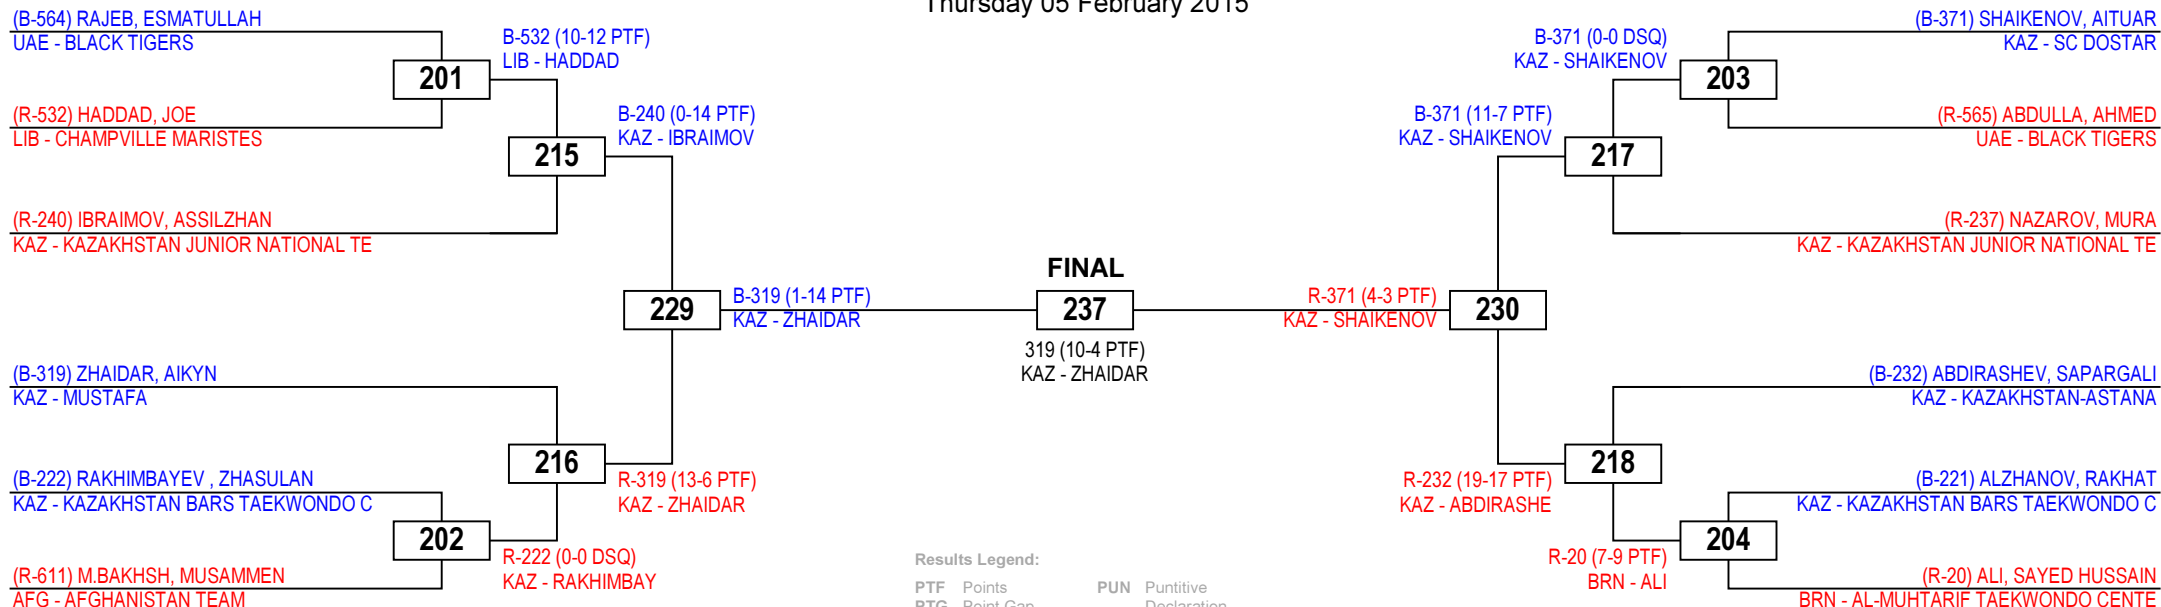 Thursday 05 February 2015
(B-564) RAJEB, ESMATULLAH
UAE - BLACK TIGERS
201
(R-532) HADDAD, JOE
LIB - CHAMPVILLE MARISTES
B-532 (10-12 PTF)
LIB - HADDAD
215
(R-240) IBRAIMOV, ASSILZHAN
KAZ - KAZAKHSTAN JUNIOR NATIONAL TE
B-240 (0-14 PTF)
KAZ - IBRAIMOV
229
(B-319) ZHAIDAR, AIKYN
KAZ - MUSTAFA
216
(B-222) RAKHIMBAYEV , ZHASULAN
KAZ - KAZAKHSTAN BARS TAEKWONDO C
202
(R-611) M.BAKHSH, MUSAMMEN
AFG - AFGHANISTAN TEAM
R-222 (0-0 DSQ)
KAZ - RAKHIMBAY
R-319 (13-6 PTF)
KAZ - ZHAIDAR
B-319 (1-14 PTF)
KAZ - ZHAIDAR
FINAL
237
319 (10-4 PTF)
KAZ - ZHAIDAR
R-371 (4-3 PTF)
KAZ - SHAIKENOV
230
B-371 (11-7 PTF)
KAZ - SHAIKENOV
217
B-371 (0-0 DSQ)
KAZ - SHAIKENOV
203
(B-371) SHAIKENOV, AITUAR
KAZ - SC DOSTAR
(R-565) ABDULLA, AHMED
UAE - BLACK TIGERS
(R-237) NAZAROV, MURA
KAZ - KAZAKHSTAN JUNIOR NATIONAL TE
(B-232) ABDIRASHEV, SAPARGALI
KAZ - KAZAKHSTAN-ASTANA
218
R-232 (19-17 PTF)
KAZ - ABDIRASHE
(B-221) ALZHANOV, RAKHAT
KAZ - KAZAKHSTAN BARS TAEKWONDO C
204
R-20 (7-9 PTF)
BRN - ALI
(R-20) ALI, SAYED HUSSAIN
BRN - AL-MUHTARIF TAEKWONDO CENTE
Results Legend:
PTF Points PUN Puntitive
PTG Point Gap Declaration